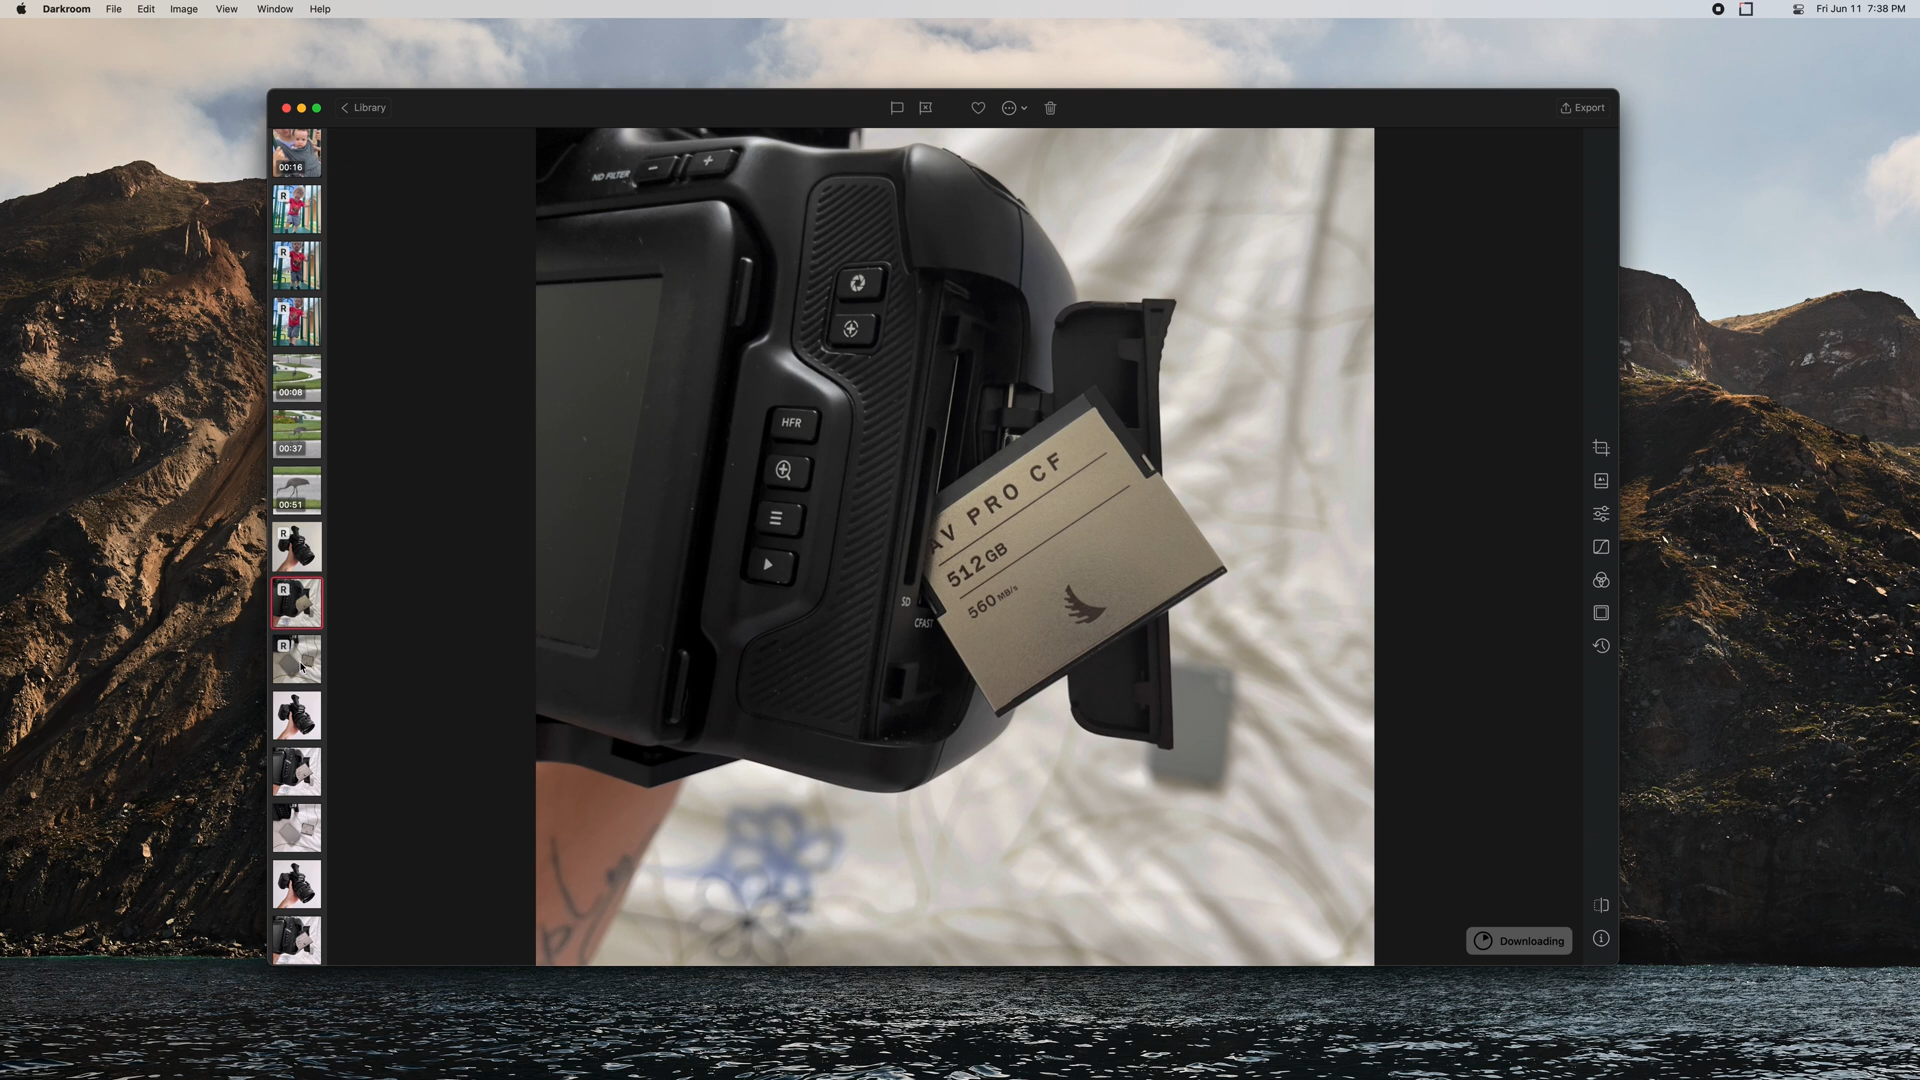 Darkroom File Edit Image View Window Help
Fri Jun 11 7:38 PM
Library
Export
00:16
R
R
R
00:08
00:37
00:51
R
R
R
ND FILTER
HFR
SD
CFAST
AV PRO CF
512GB
560 MB/s
Downloading